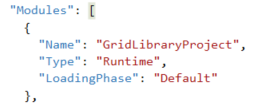 "Modules": [
{
"Name": "GridLibraryProject",
"Type": "Runtime",
"LoadingPhase": "Default"
},